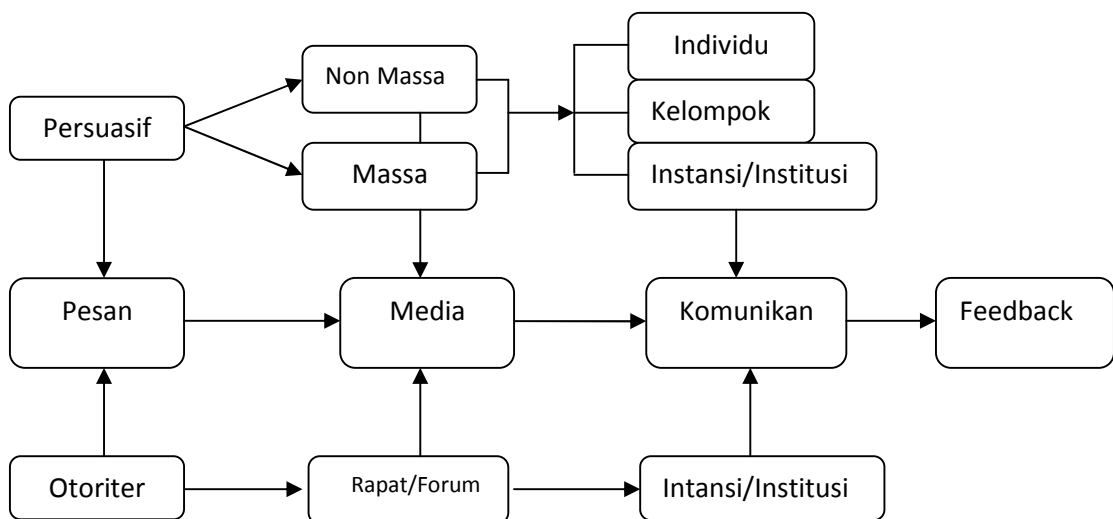 Individu
Non Massa
Kelompok
Persuasif
Massa
Instansi/Institusi
Pesan
Media
Komunikan
Feedback
Otoriter
Rapat/Forum
Intansi/Institusi